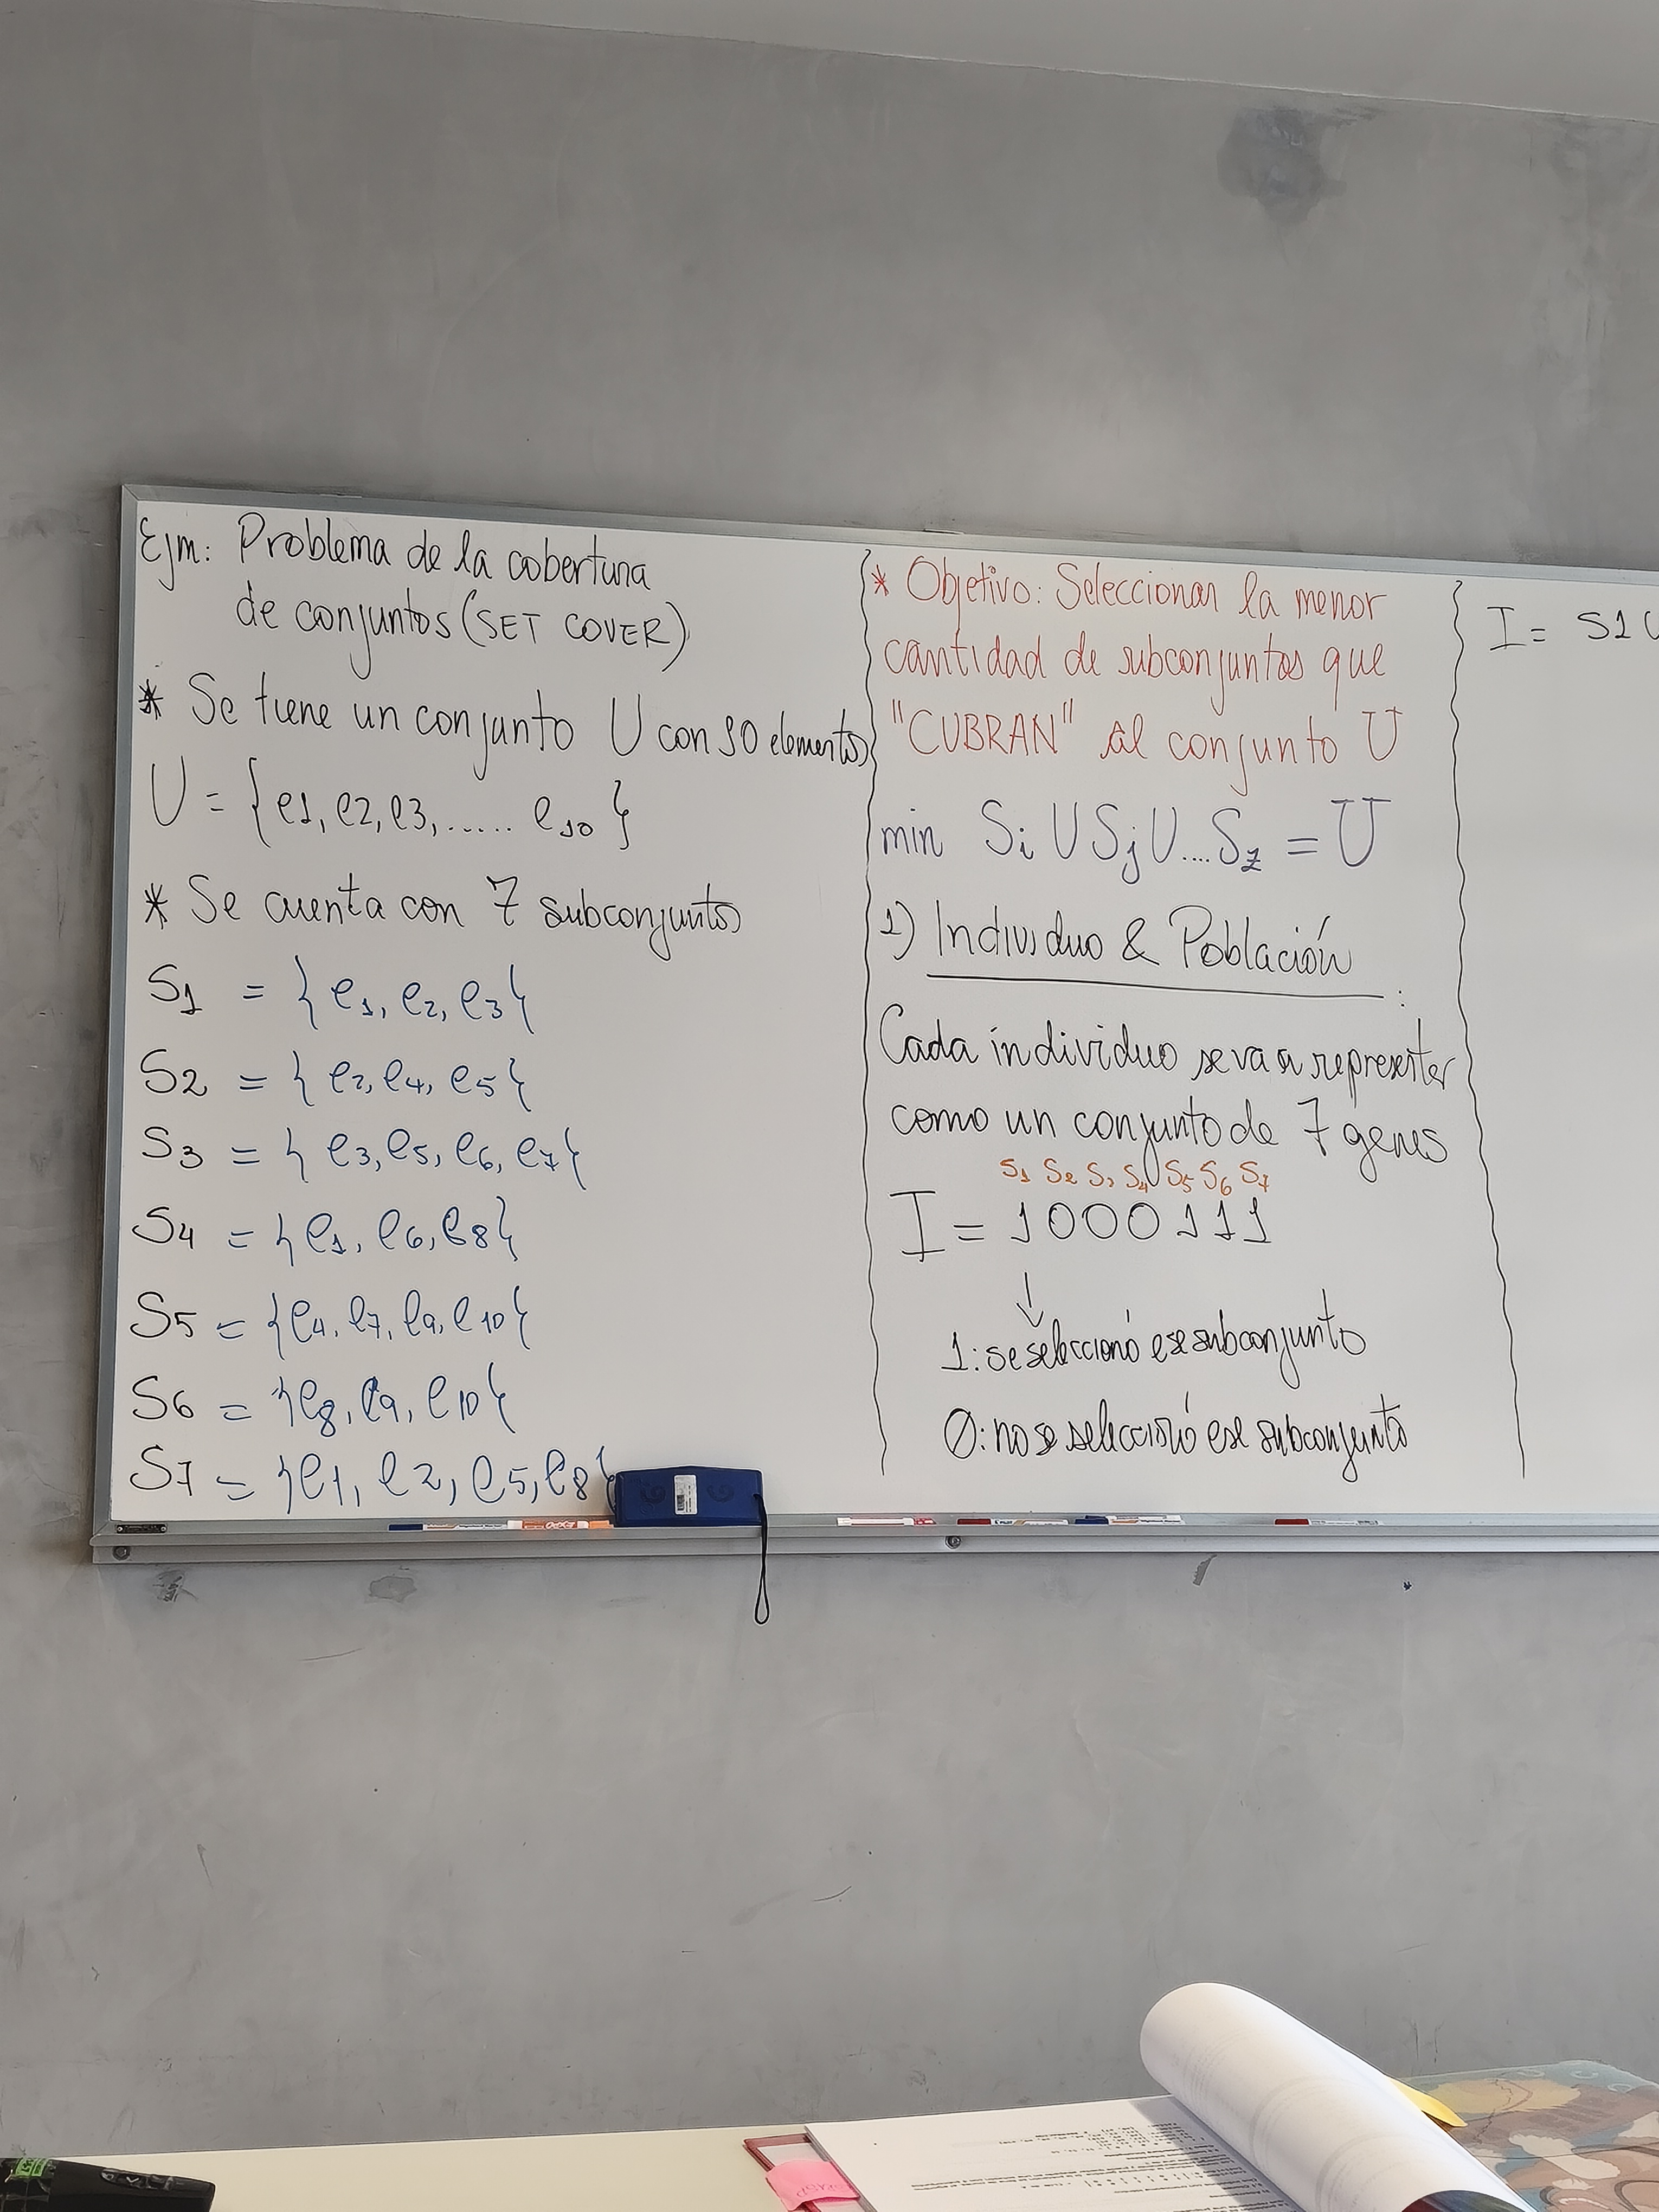 Ejm: Problema de la cobertura
de conjuntos (SET COVER)
* Se tiene un conjunto U con 10 elementos
U = {e1, e2, e3, ...... e10}
* Se cuenta con 7 subconjuntos
S1 = {e1, e2, e3}
S2 = {e2, e4, e5}
S3 = {e3, e5, e6, e7}
S4 = {e1, e6, e8}
S5 = {e4, e7, e9, e10}
S6 = {e8, e9, e10}
S7 = {e1, e2, e5, e8}
* Objetivo: Seleccionar la menor
cantidad de subconjuntos que
"CUBRAN" al conjunto U
min Si U Sj U .... Sz = U
1) Individuo & Población:
Cada individuo se va a representar
como un conjunto de 7 genes
S1 S2 S3 S4 S5 S6 S7
I = 1000111
↓
1: se seleccionó ese subconjunto
0: no se seleccionó ese subconjunto
I = S1 U